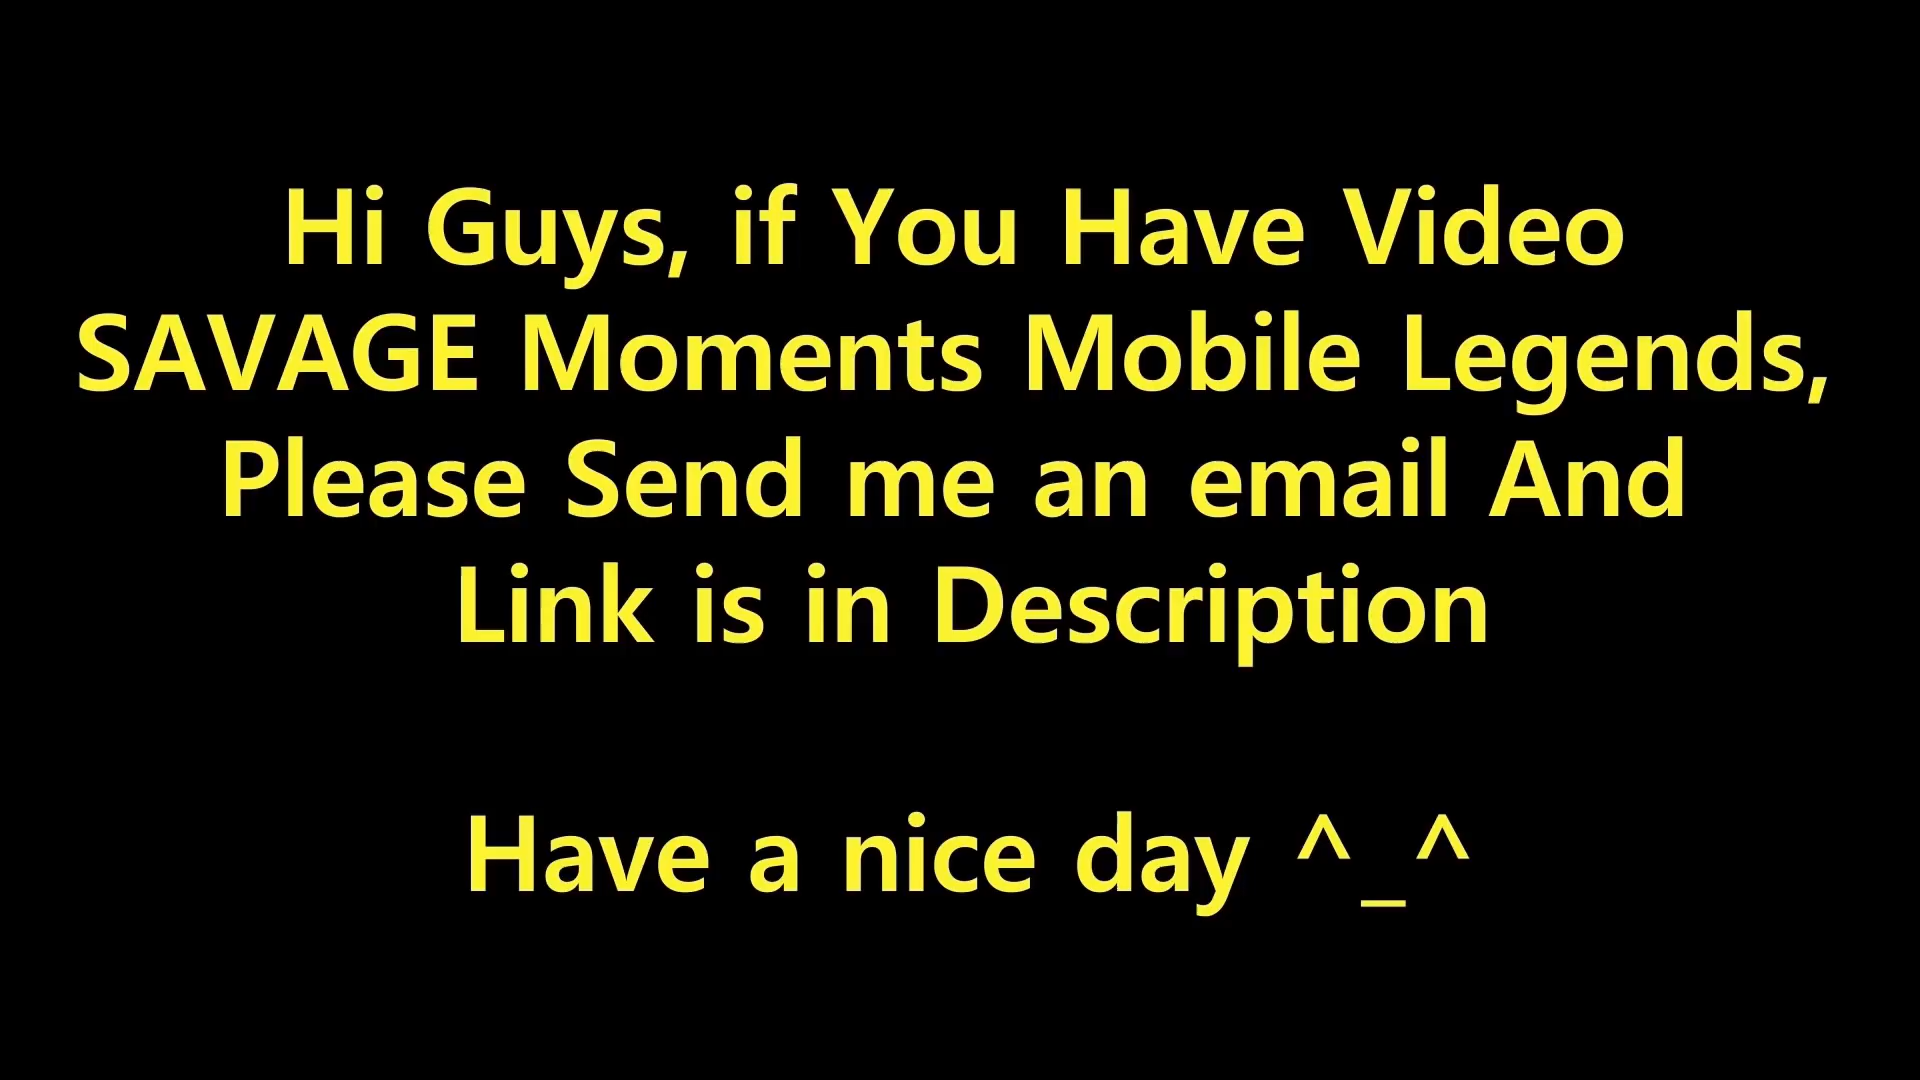 Hi Guys, if You Have Video
SAVAGE Moments Mobile Legends,
Please Send me an email And
Link is in Description
Have a nice day ^_^